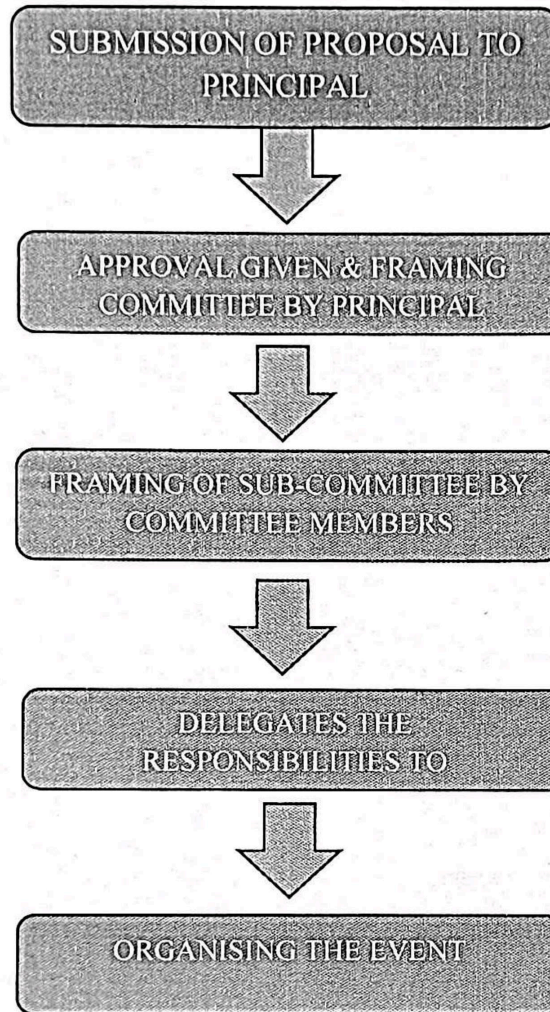 SUBMISSION OF PROPOSAL TO
PRINCIPAL
APPROVAL GIVEN & FRAMING
COMMITTEE BY PRINCIPAL
FRAMING OF SUB-COMMITTEE BY
COMMITTEE MEMBERS
DELEGATES THE
RESPONSIBILITIES TO
ORGANISING THE EVENT